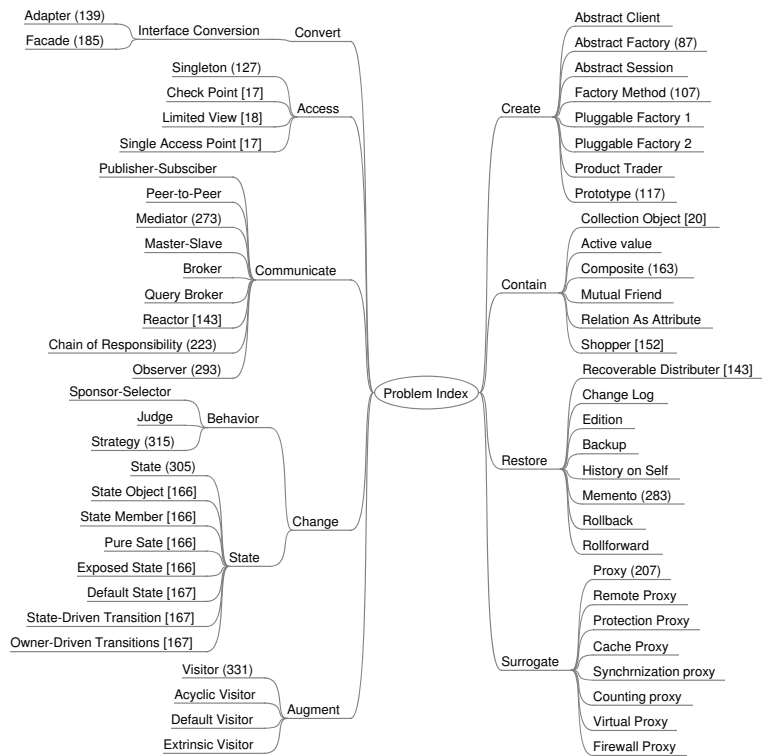 Adapter (139)
Facade (185)
Interface Conversion
Convert
Singleton (127)
Check Point [17]
Limited View [18]
Single Access Point [17]
Access
Publisher-Subsciber
Peer-to-Peer
Mediator (273)
Master-Slave
Broker
Query Broker
Reactor [143]
Chain of Responsibility (223)
Observer (293)
Communicate
Sponsor-Selector
Judge
Strategy (315)
Behavior
State (305)
State Object [166]
State Member [166]
Pure Sate [166]
Exposed State [166]
Default State [167]
State-Driven Transition [167]
Owner-Driven Transitions [167]
State
Change
Visitor (331)
Acyclic Visitor
Default Visitor
Extrinsic Visitor
Augment
Problem Index
Create
Abstract Client
Abstract Factory (87)
Abstract Session
Factory Method (107)
Pluggable Factory 1
Pluggable Factory 2
Product Trader
Prototype (117)
Contain
Collection Object [20]
Active value
Composite (163)
Mutual Friend
Relation As Attribute
Shopper [152]
Restore
Recoverable Distributer [143]
Change Log
Edition
Backup
History on Self
Memento (283)
Rollback
Rollforward
Surrogate
Proxy (207)
Remote Proxy
Protection Proxy
Cache Proxy
Synchrnization proxy
Counting proxy
Virtual Proxy
Firewall Proxy